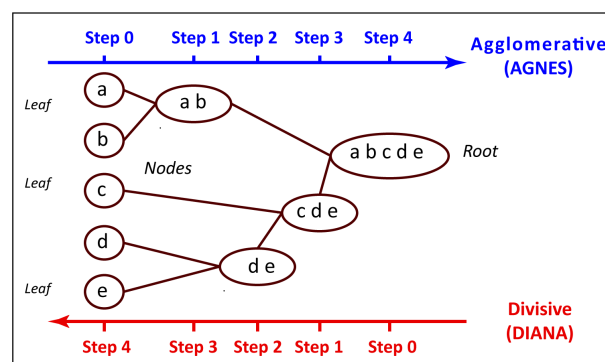 Step 0 Step 1 Step 2 Step 3 Step 4
Agglomerative
(AGNES)
Leaf
a
a b
b
a b c d e
Root
Nodes
Leaf
c
c d e
d
d e
Leaf
e
Divisive
(DIANA)
Step 4 Step 3 Step 2 Step 1 Step 0